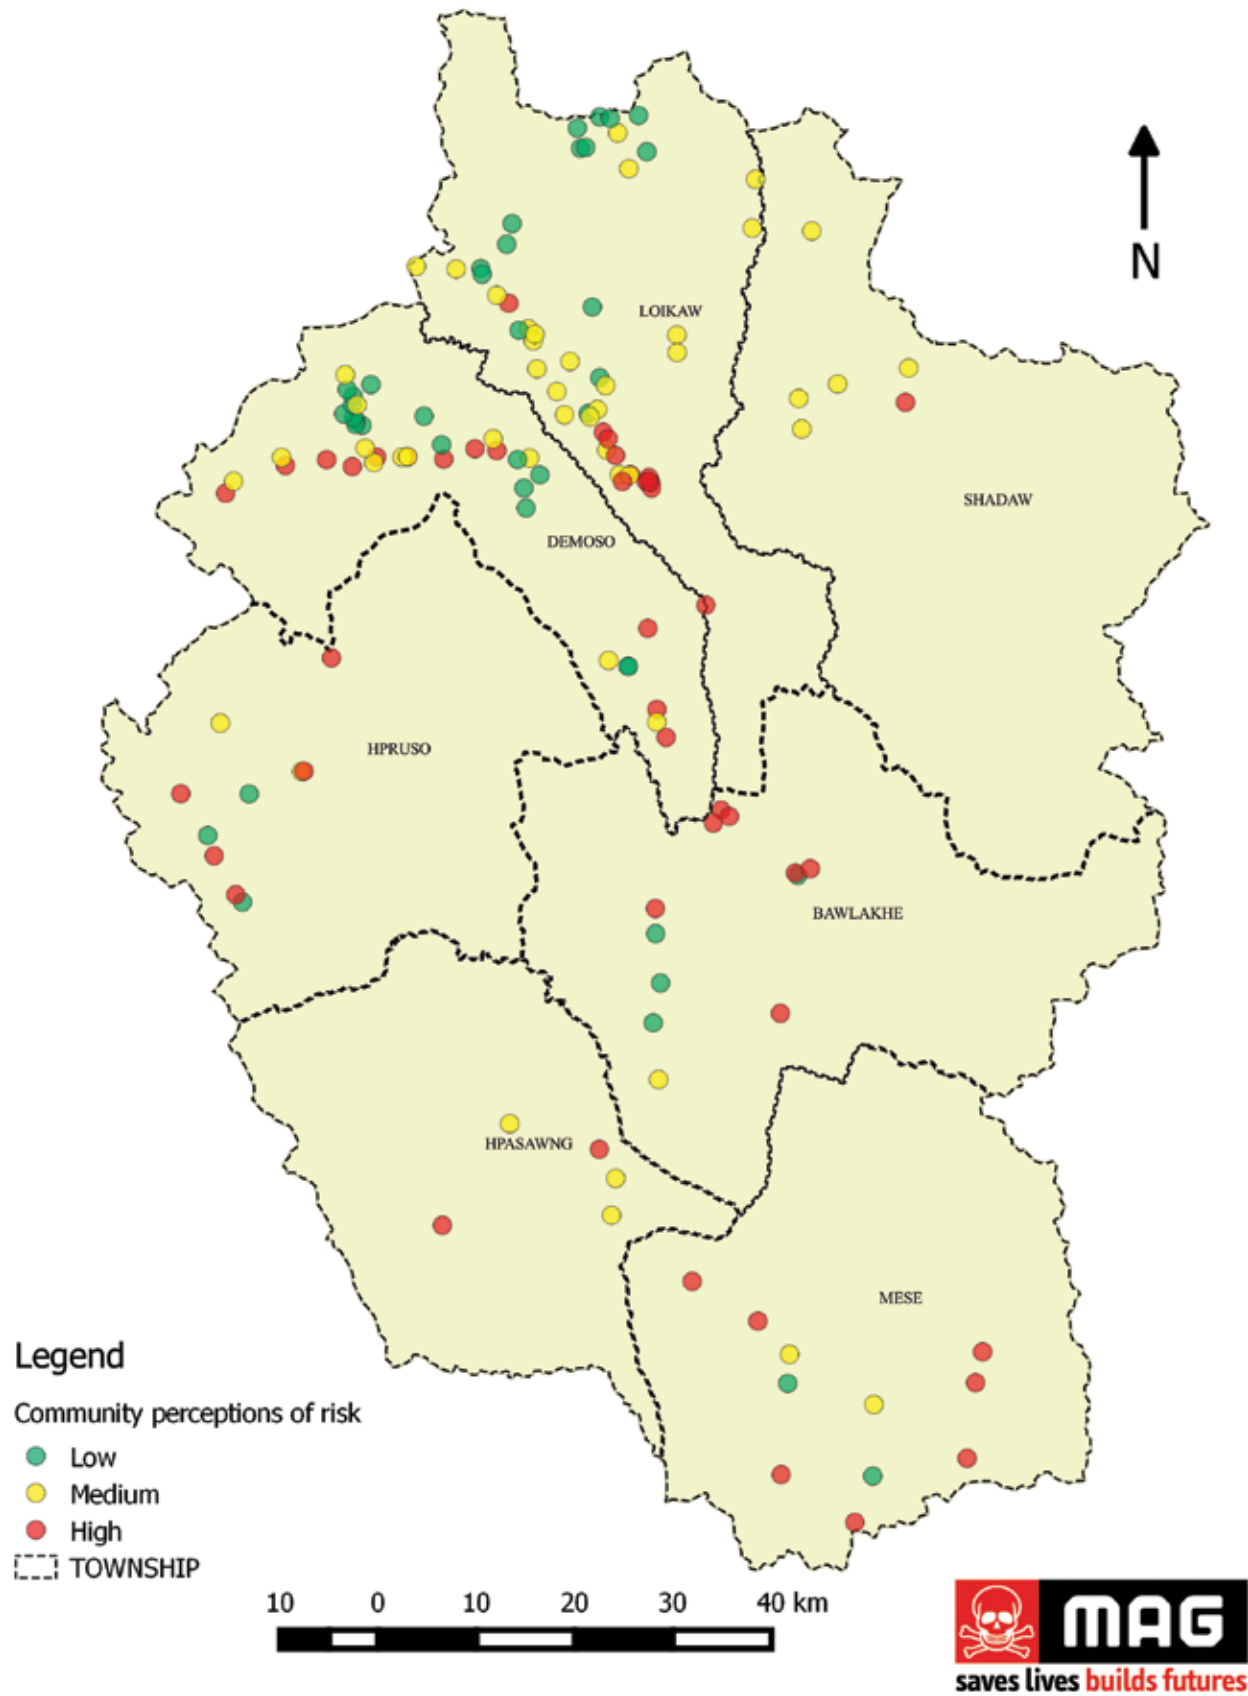 N
LOIKAW
SHADAW
DEMOSO
HPRUSO
BAWLAKHE
HPASAWNG
MESE
Legend
Community perceptions of risk
Low
Medium
High
TOWNSHIP
10 0 10 20 40 km
MAG
saves lives builds futures